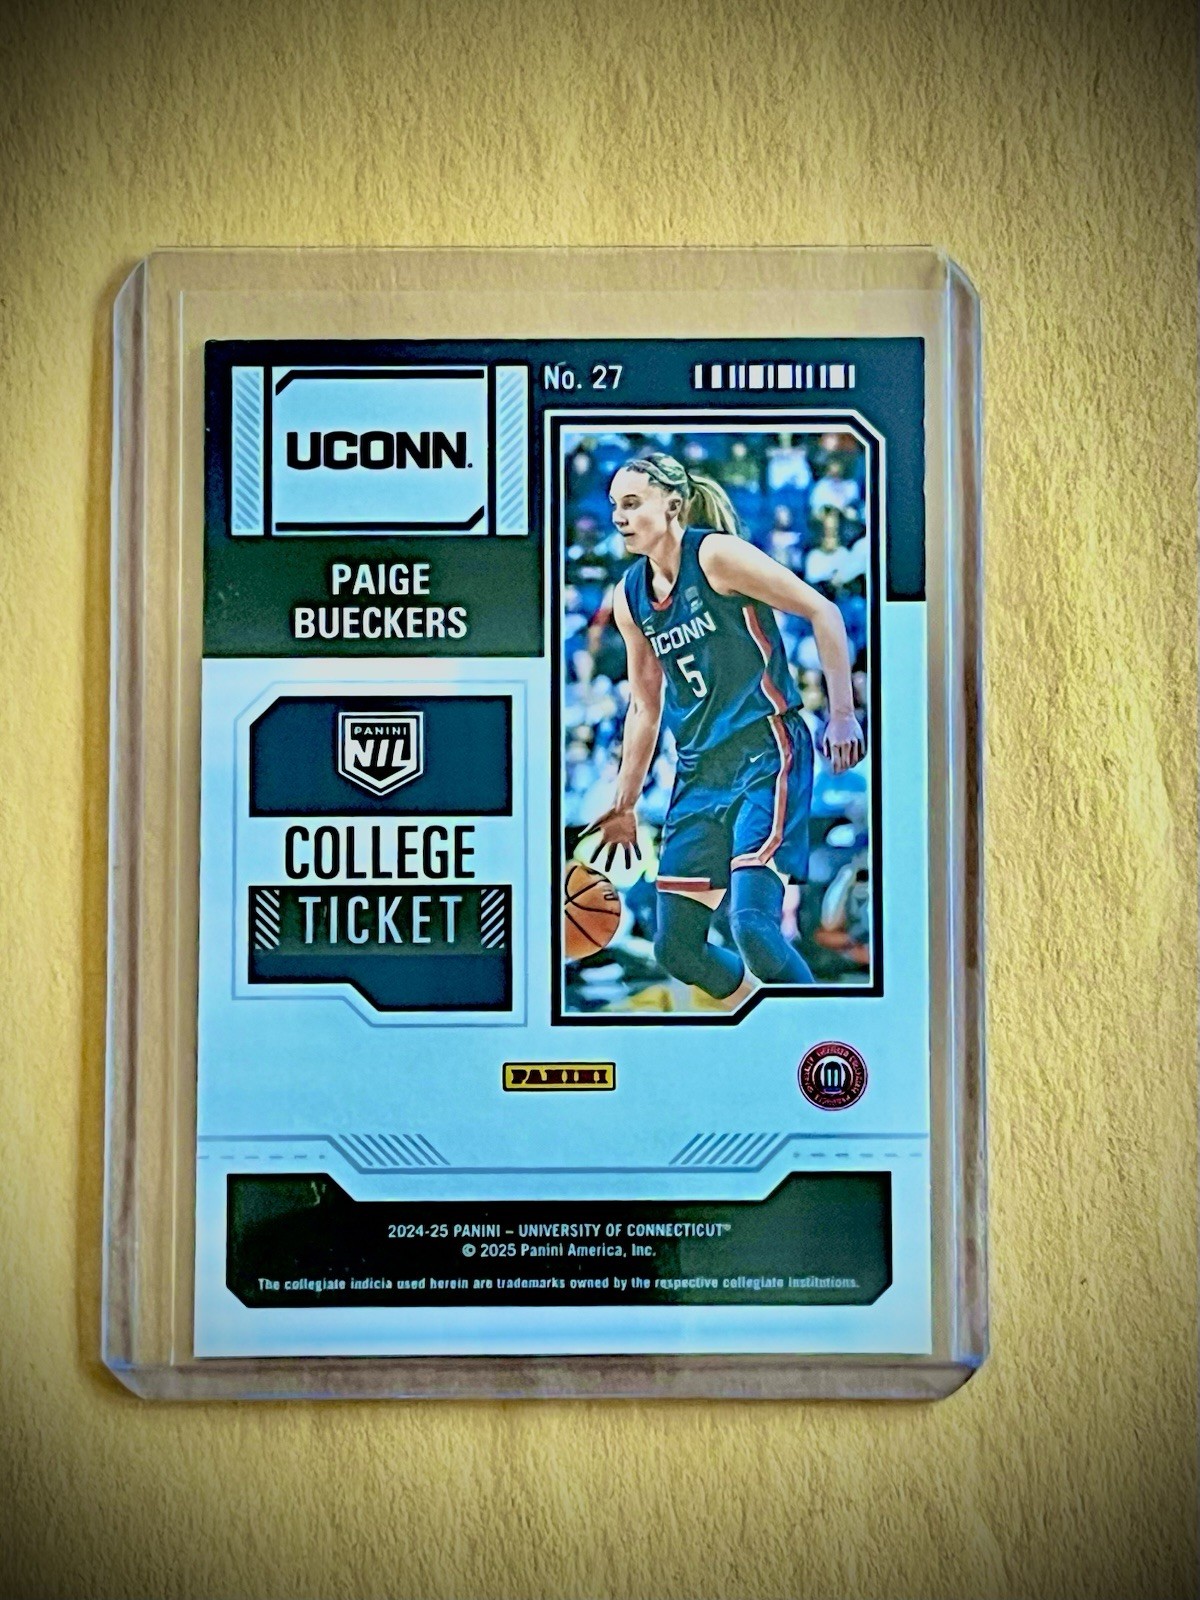 No. 27
UCONN.
PAIGE
BUECKERS
UCONN
5
PANINI
NIL
COLLEGE
TICKET
PANINI
2024-25 PANINI – UNIVERSITY OF CONNECTICUT®
© 2025 Panini America, Inc.
The collegiate indicia used herein are trademarks owned by the respective collegiate institutions.